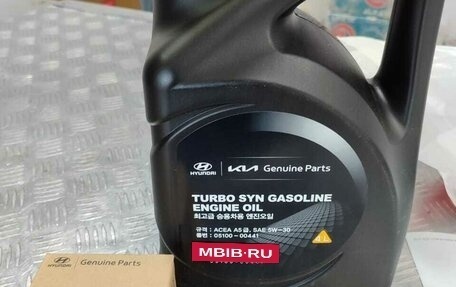 HYUNDAI KIA Genuine Parts
TURBO SYN GASOLINE
ENGINE OIL
최고급 승용차용 엔진오일
규격 : ACEA A5급, SAE 5W-30
품번 : 05100-00441
MBIB.RU
HYUNDAI Genuine Parts